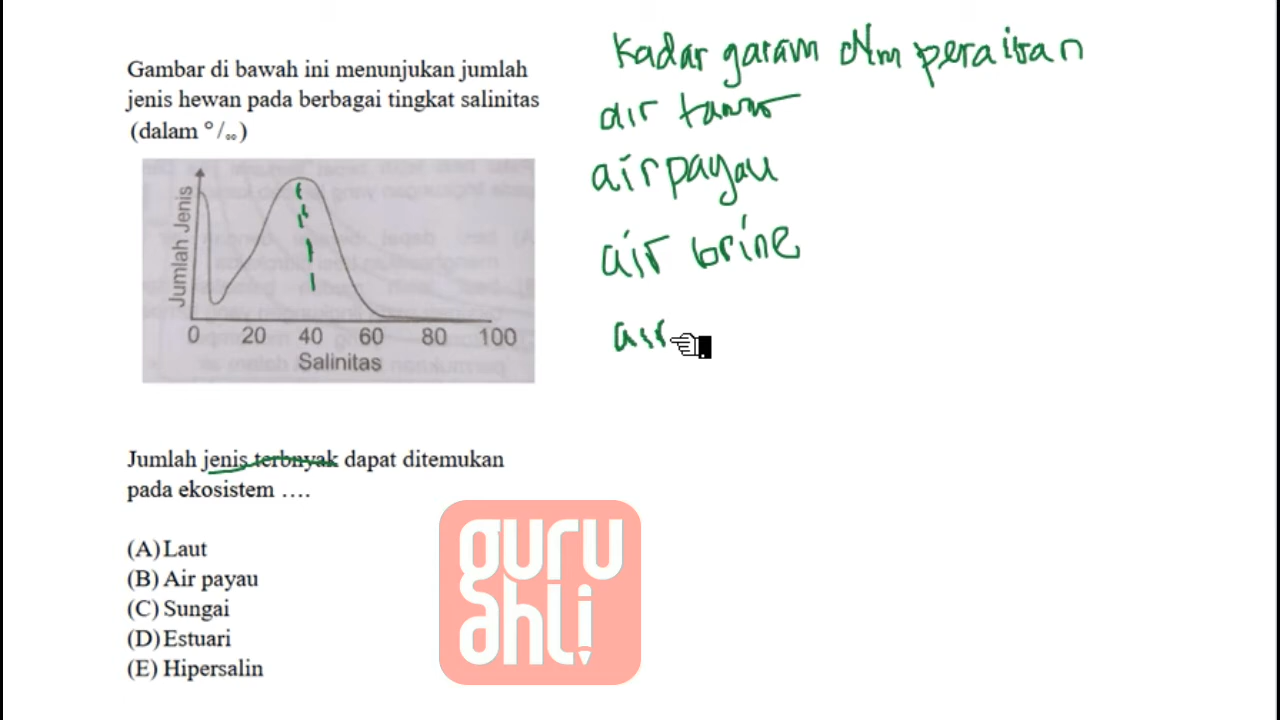 Gambar di bawah ini menunjukan jumlah
jenis hewan pada berbagai tingkat salinitas
(dalam °/°°)
Jumlah Jenis
0 20 40 60 80 100
Salinitas
Jumlah jenis terbnyak dapat ditemukan
pada ekosistem ....
(A) Laut
(B) Air payau
(C) Sungai
(D) Estuari
(E) Hipersalin
kadar garam dlm perairan
air tawar
air payau
air brine
air
guru
ahli